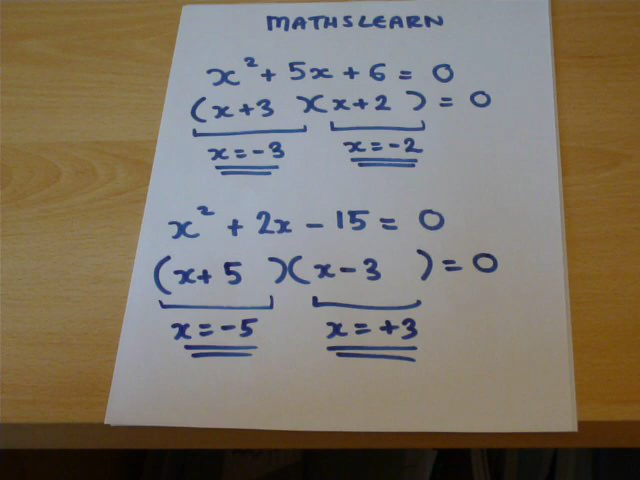 MATHSLEARN
x² + 5x + 6 = 0
(x+3)(x+2) = 0
x = -3 x = -2
x² + 2x - 15 = 0
(x+5)(x-3) = 0
x = -5 x = +3